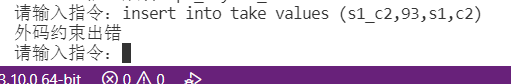 请输入指令：insert into take values (s1_c2,93,s1,c2)
外码约束出错
请输入指令：
3.10.0 64-bit 0 0